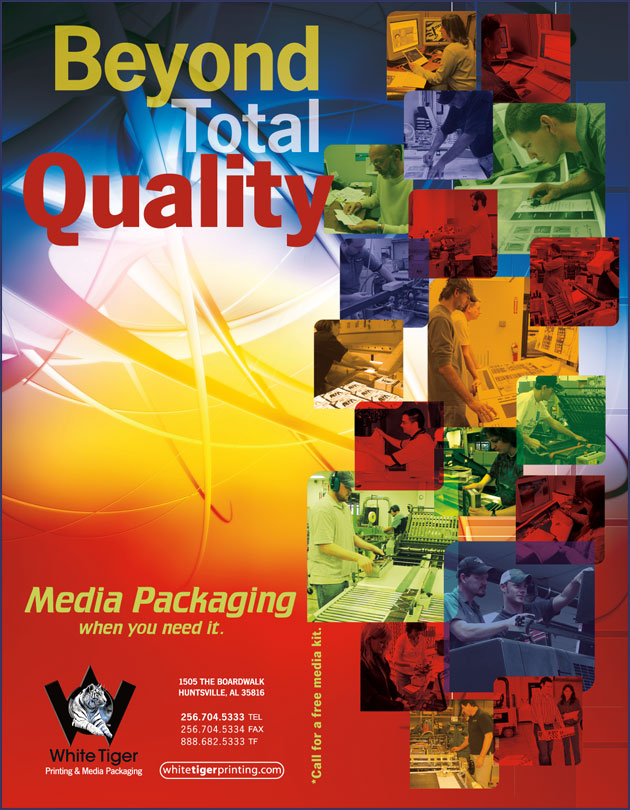 Beyond
Total
Quality
Media Packaging
when you need it.
*Call for a free media kit.
1505 THE BOARDWALK
HUNTSVILLE, AL 35816
256.704.5333 TEL
256.704.5334 FAX
888.682.5333 TF
whitetigerprinting.com
White Tiger
Printing & Media Packaging